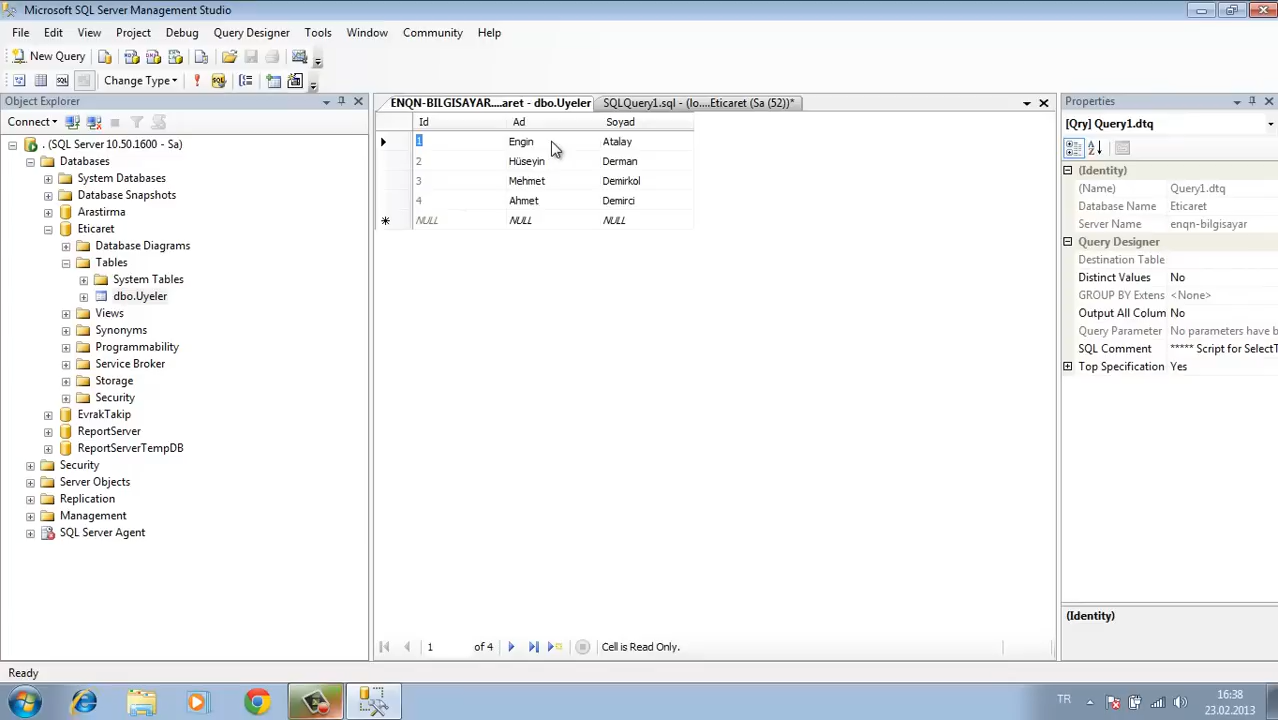 Microsoft SQL Server Management Studio
File Edit View Project Debug Query Designer Tools Window Community Help
New Query
Change Type
Object Explorer
Connect
. (SQL Server 10.50.1600 - Sa)
Databases
System Databases
Database Snapshots
Arastirma
Eticaret
Database Diagrams
Tables
System Tables
dbo.Uyeler
Views
Synonyms
Programmability
Service Broker
Storage
Security
EvrakTakip
ReportServer
ReportServerTempDB
Security
Server Objects
Replication
Management
SQL Server Agent
ENQN-BILGISAYAR....aret - dbo.Uyeler SQLQuery1.sql - (lo....Eticaret (Sa (52))*
Id Ad Soyad
1 Engin Atalay
2 Hüseyin Derman
3 Mehmet Demirkol
4 Ahmet Demirci
NULL NULL NULL
1 of 4 Cell is Read Only.
Properties
[Qry] Query1.dtq
(Identity)
(Name) Query1.dtq
Database Name Eticaret
Server Name enqn-bilgisayar
Query Designer
Destination Table
Distinct Values No
GROUP BY Extens <None>
Output All Colum No
Query Parameter No parameters have b
SQL Comment ***** Script for SelectT
Top Specification Yes
(Identity)
Ready
TR 16:38
23.02.2013